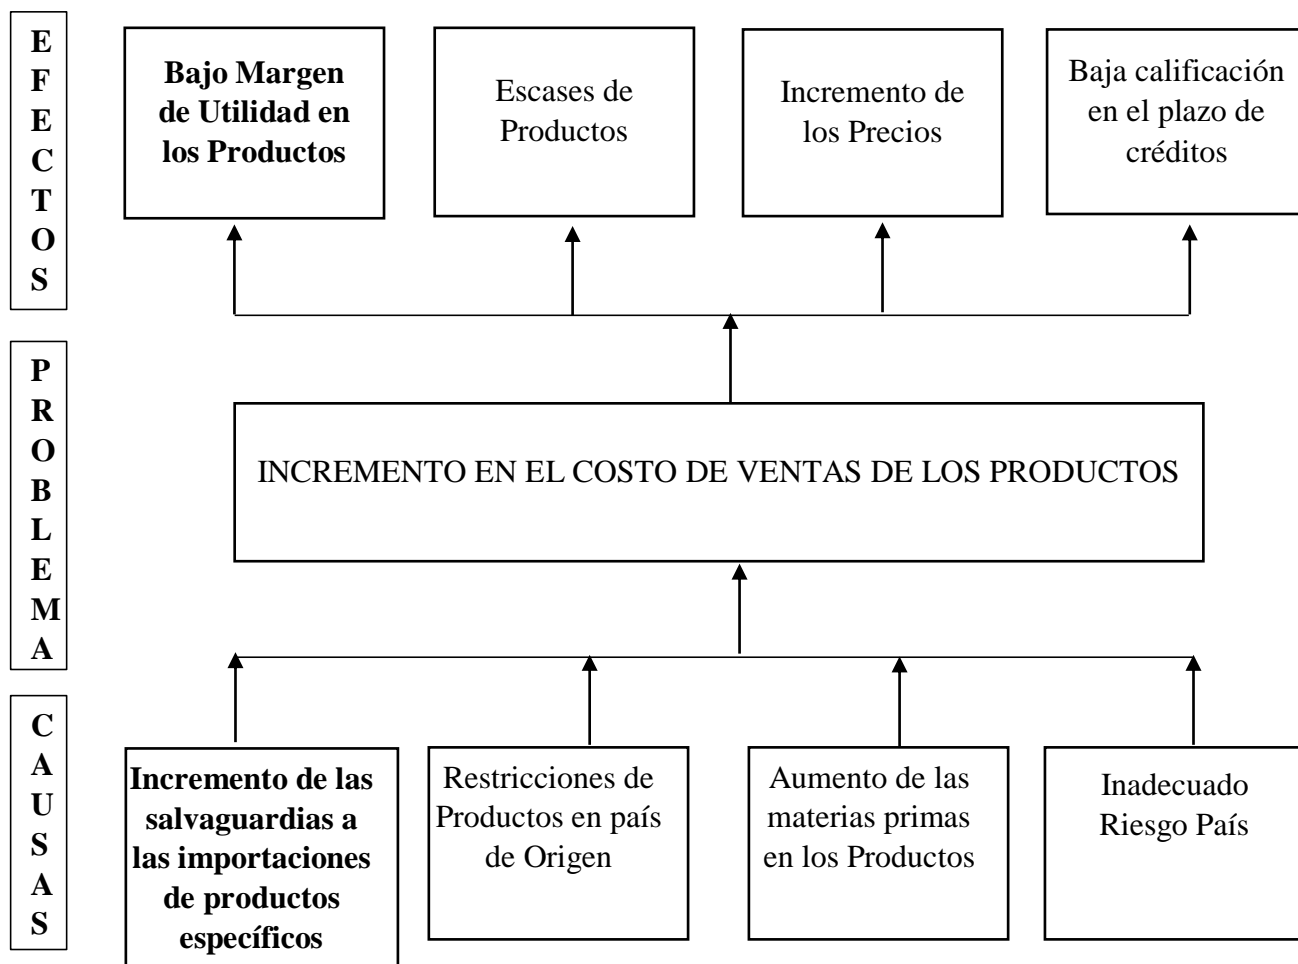 E
F
E
C
T
O
S
Bajo Margen
de Utilidad en
los Productos
Escases de
Productos
Incremento de
los Precios
Baja calificación
en el plazo de
créditos
P
R
O
B
L
E
M
A
INCREMENTO EN EL COSTO DE VENTAS DE LOS PRODUCTOS
C
A
U
S
A
S
Incremento de las
salvaguardias a
las importaciones
de productos
específicos
Restricciones de
Productos en país
de Origen
Aumento de las
materias primas
en los Productos
Inadecuado
Riesgo País